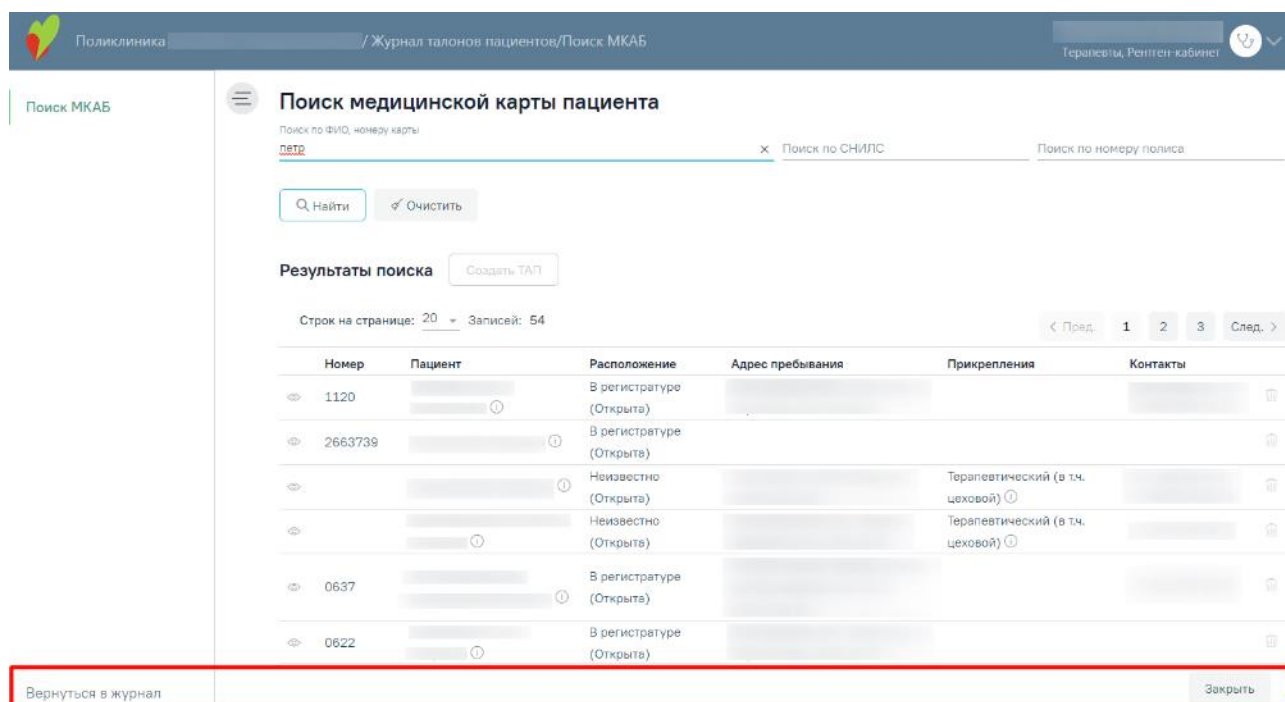 Поликлиника / Журнал талонов пациентов/Поиск МКАБ
Терапевты, Рентген-кабинет
Поиск МКАБ
Поиск медицинской карты пациента
Поиск по ФИО, номеру карты
петр × Поиск по СНИЛС Поиск по номеру полиса
Найти Очистить
Результаты поиска Создать ТАП
Строк на странице: 20 Записей: 54
< Пред. 1 2 3 След. >
Номер Пациент Расположение Адрес пребывания Прикрепления Контакты
1120 В регистратуре
(Открыта)
2663739 В регистратуре
(Открыта)
Неизвестно Терапевтический (в т.ч.
(Открыта) цеховой)
Неизвестно Терапевтический (в т.ч.
(Открыта) цеховой)
0637 В регистратуре
(Открыта)
0622 В регистратуре
(Открыта)
Вернуться в журнал Закрыть